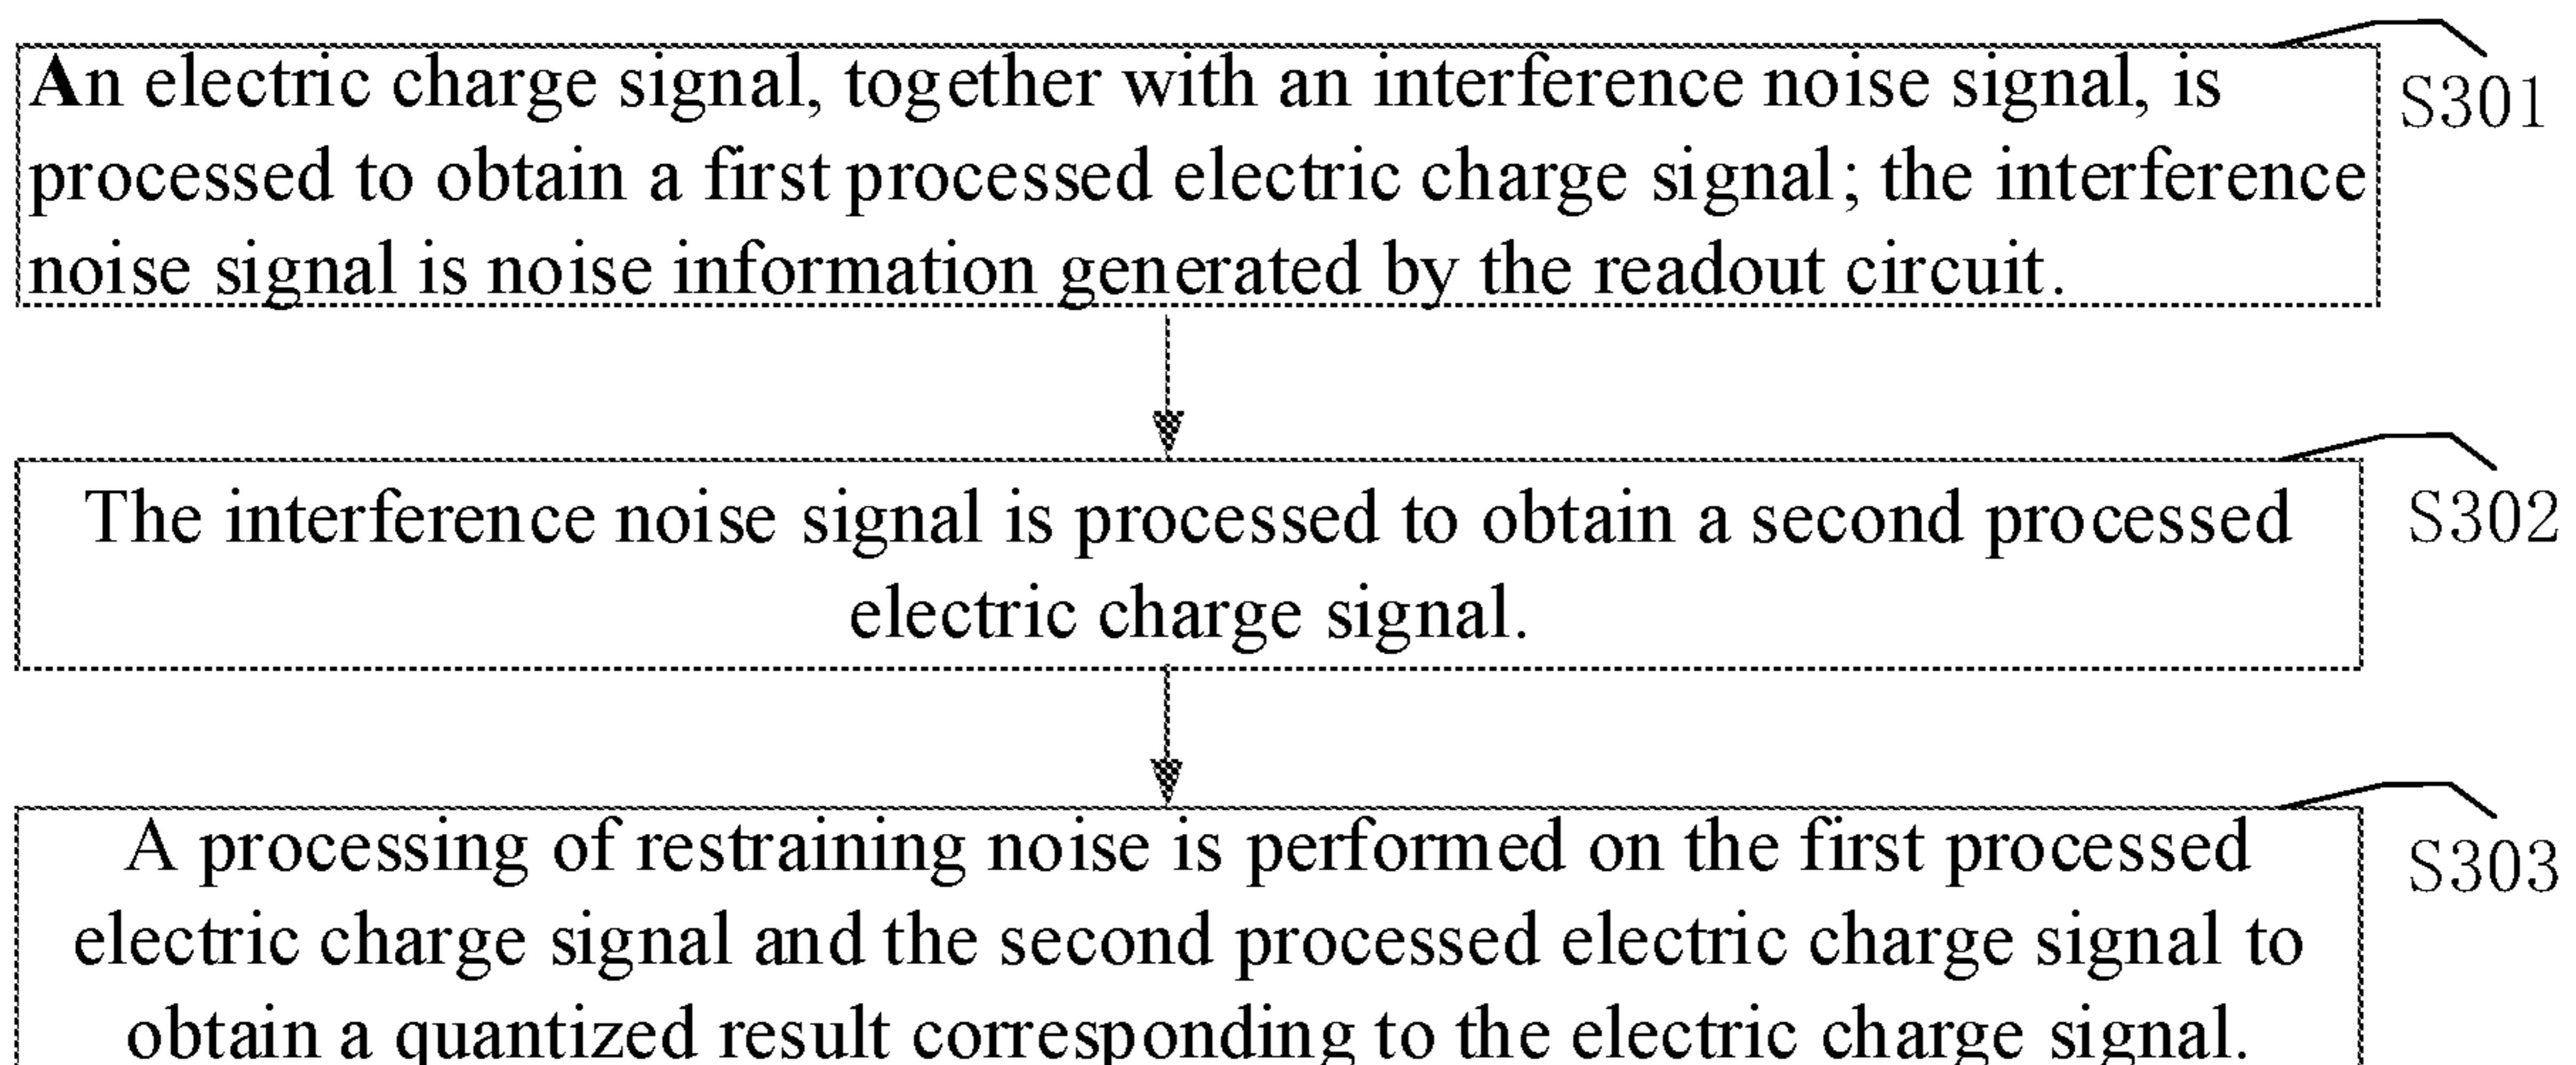 An electric charge signal, together with an interference noise signal, is
S301
processed to obtain a first processed electric charge signal; the interference
noise signal is noise information generated by the readout circuit.
The interference noise signal is processed to obtain a second processed
S302
electric charge signal.
A processing of restraining noise is performed on the first processed
S303
electric charge signal and the second processed electric charge signal to
obtain a quantized result corresponding to the electric charge signal.